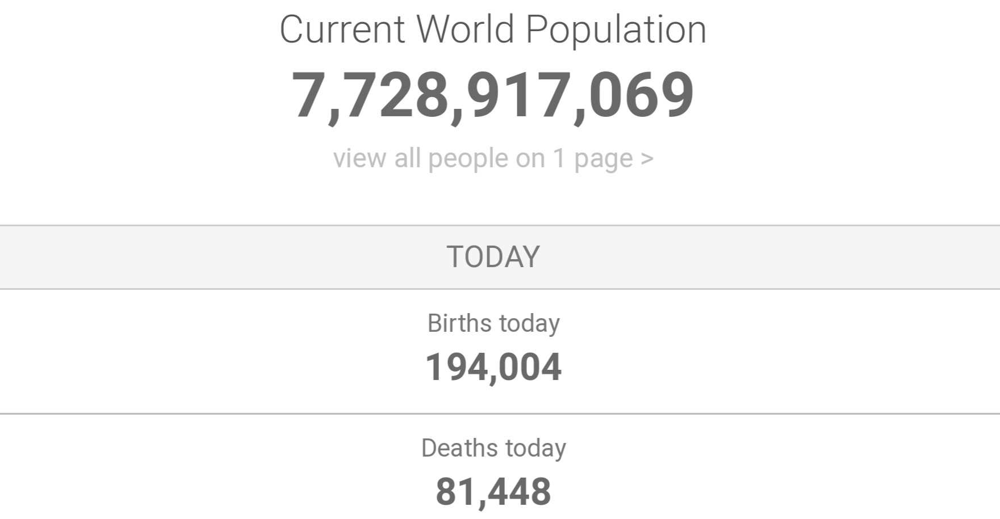 Current World Population
7,728,917,069
view all people on 1 page >
TODAY
Births today
194,004
Deaths today
81,448